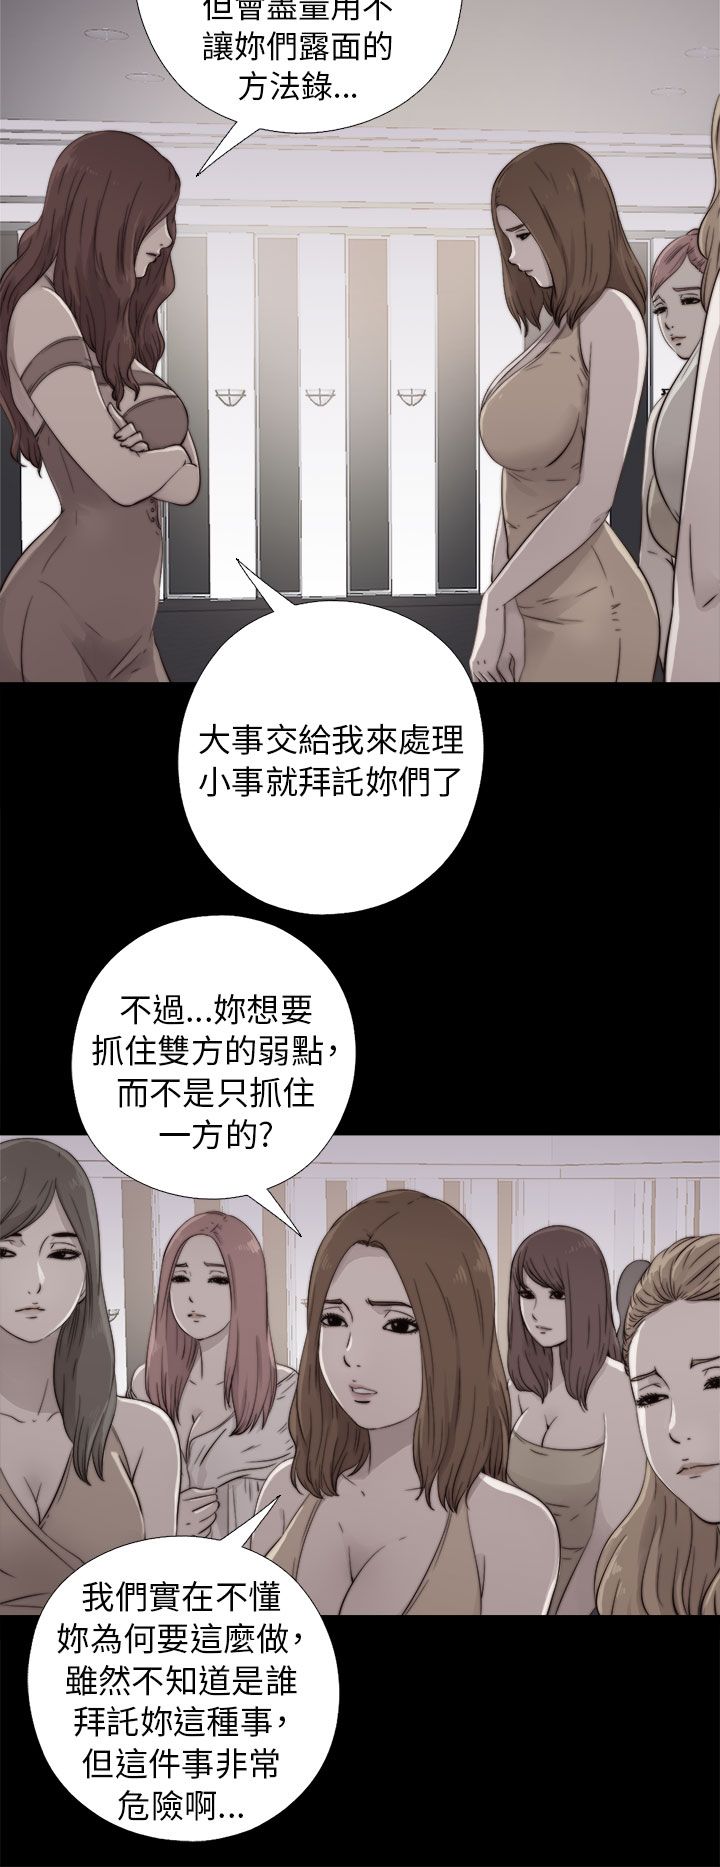 但會盡量用不
讓妳們露面的
方法錄...
大事交給我來處理
小事就拜託妳們了
不過...妳想要
抓住雙方的弱點,
而不是只抓住
一方的?
我們實在不懂
妳為何要這麼做,
雖然不知道是誰
拜託妳這種事,
但這件事非常
危險啊...